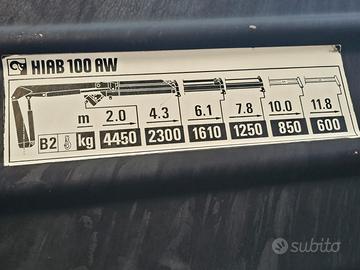 HIAB 100 AW
m 2.0 4.3 6.1 7.8 10.0 11.8
B2 kg 4450 2300 1610 1250 850 600
subito